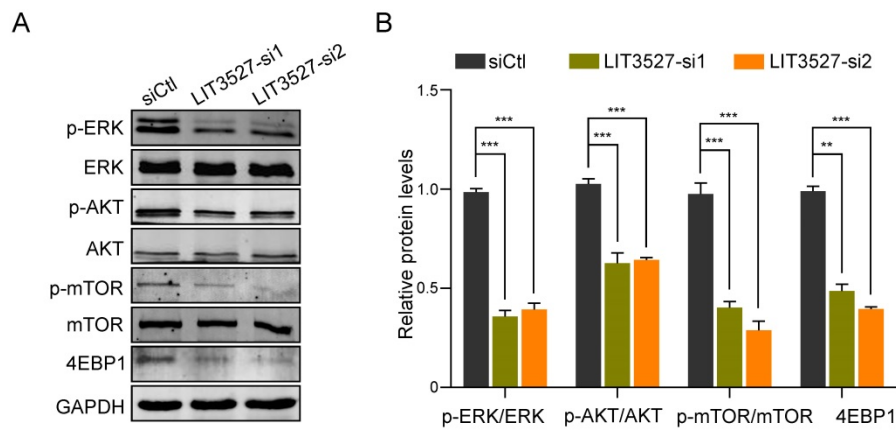 A
siCtl
LIT3527-si1
LIT3527-si2
p-ERK
ERK
p-AKT
AKT
p-mTOR
mTOR
4EBP1
GAPDH
B
siCtl LIT3527-si1 LIT3527-si2
Relative protein levels
1.5
1.0
0.5
0
*** ***
*** ***
*** ***
** ***
p-ERK/ERK p-AKT/AKT p-mTOR/mTOR 4EBP1